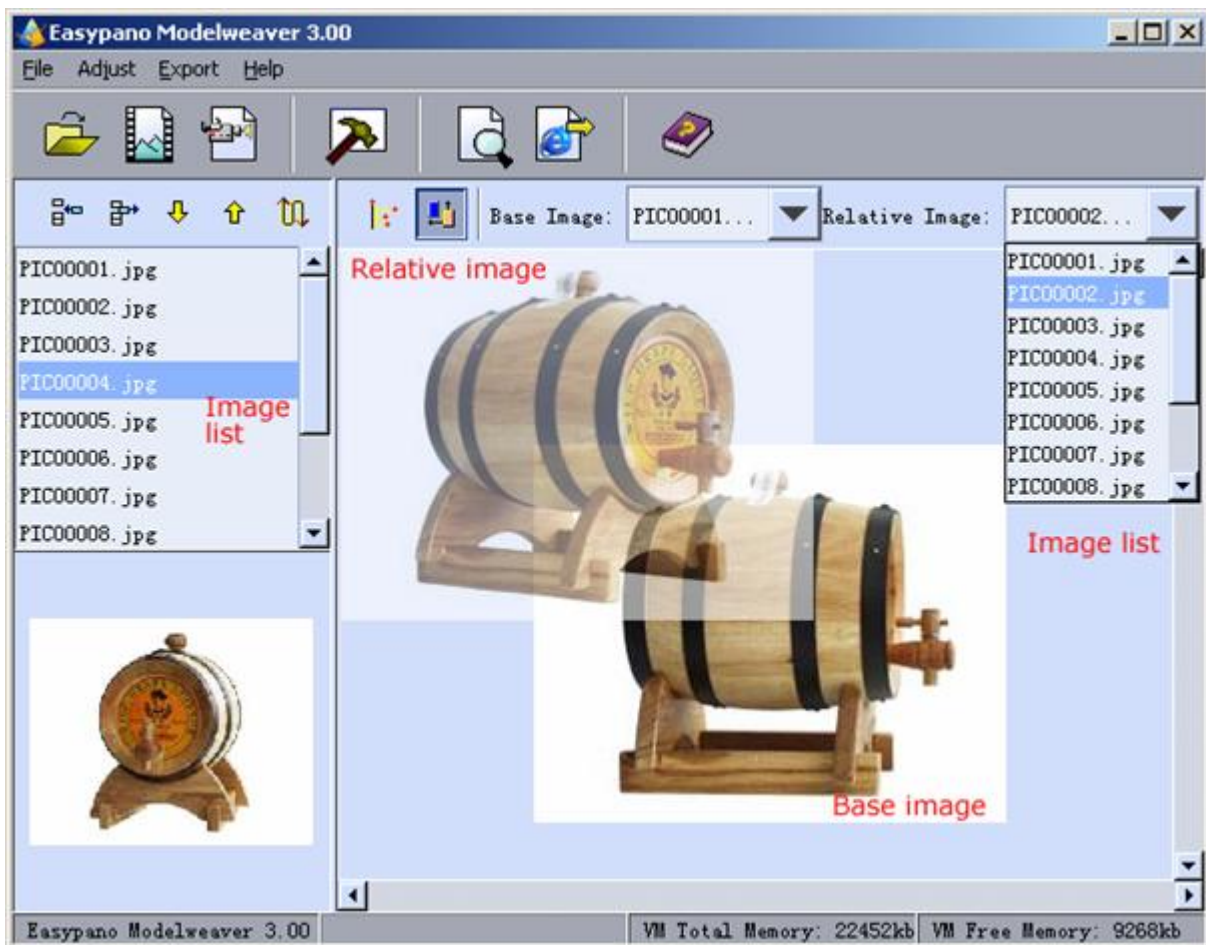 Easypano Modelweaver 3.00
File Adjust Export Help
Base Image: PIC00001... Relative Image: PIC00002...
PIC00001.jpg
PIC00002.jpg
PIC00003.jpg
PIC00004.jpg
PIC00005.jpg
PIC00006.jpg
PIC00007.jpg
PIC00008.jpg
Image
list
Relative image
PIC00001.jpg
PIC00002.jpg
PIC00003.jpg
PIC00004.jpg
PIC00005.jpg
PIC00006.jpg
PIC00007.jpg
PIC00008.jpg
Image list
Base image
Easypano Modelweaver 3.00 VM Total Memory: 22452kb VM Free Memory: 9268kb